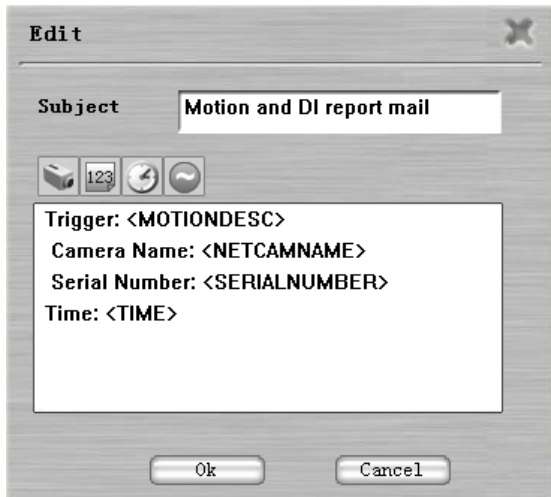 Edit
Subject Motion and DI report mail
123
Trigger: <MOTIONDESC>
Camera Name: <NETCAMNAME>
Serial Number: <SERIALNUMBER>
Time: <TIME>
Ok Cancel